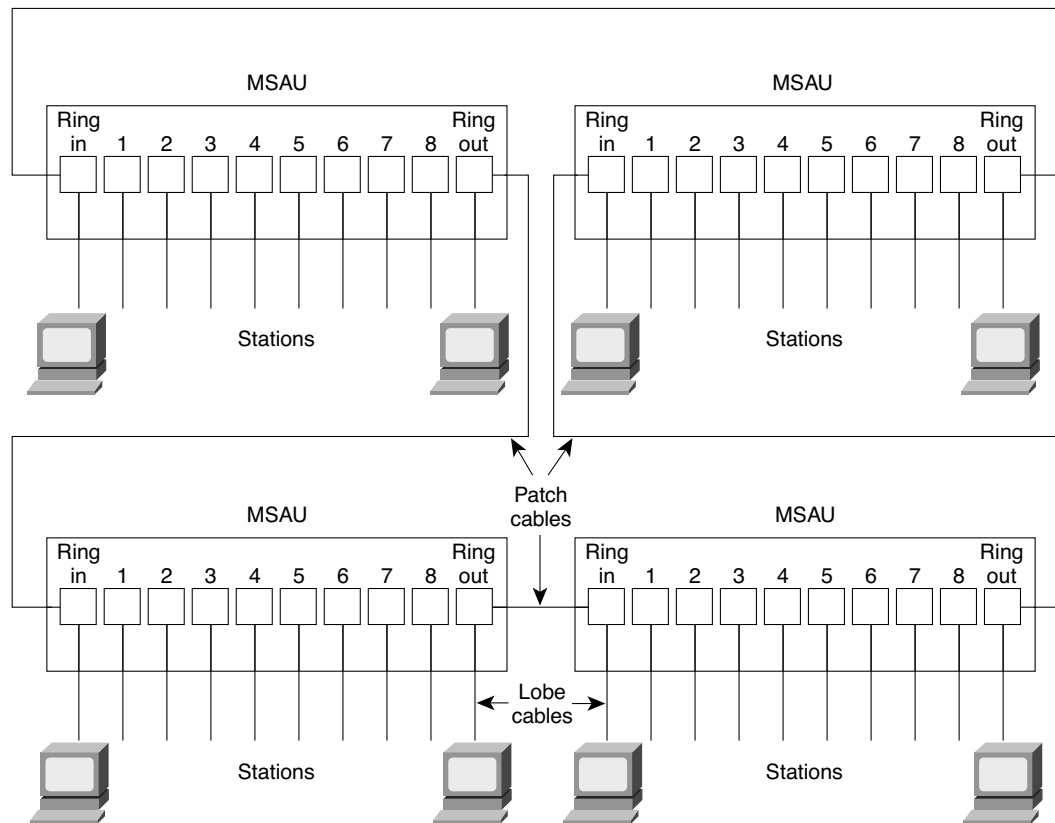 MSAU
MSAU
Ring
in 1 2 3 4 5 6 7 8 Ring
out
Ring
in 1 2 3 4 5 6 7 8 Ring
out
Stations
Stations
Patch
cables
MSAU
MSAU
Ring
in 1 2 3 4 5 6 7 8 Ring
out
Ring
in 1 2 3 4 5 6 7 8 Ring
out
Lobe
cables
Stations
Stations